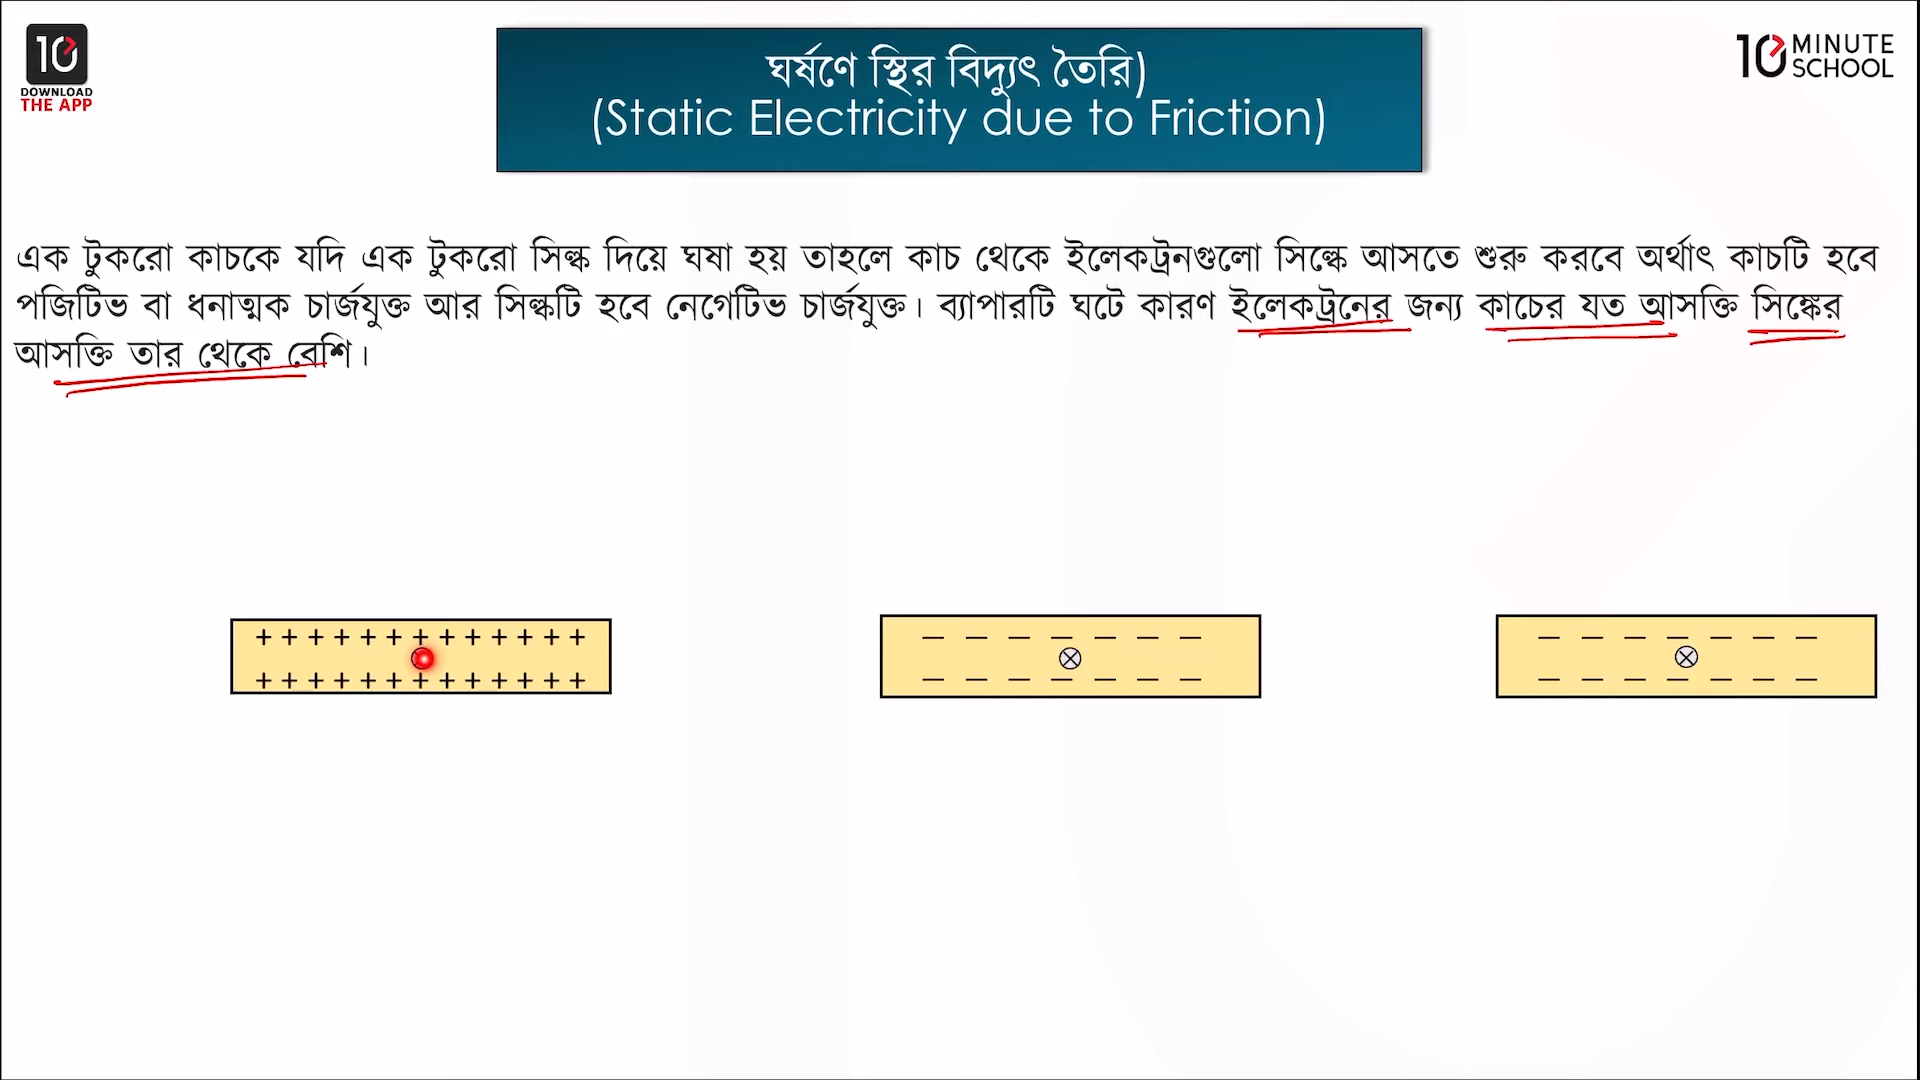 10
DOWNLOAD
THE APP
ঘর্ষণে স্থির বিদ্যুৎ তৈরি)
(Static Electricity due to Friction)
10 MINUTE
SCHOOL
এক টুকরো কাচকে যদি এক টুকরো সিল্ক দিয়ে ঘষা হয় তাহলে কাচ থেকে ইলেকট্রনগুলো সিল্কে আসতে শুরু করবে অর্থাৎ কাচটি হবে
পজিটিভ বা ধনাত্মক চার্জযুক্ত আর সিল্কটি হবে নেগেটিভ চার্জযুক্ত। ব্যাপারটি ঘটে কারণ ইলেকট্রনের জন্য কাচের যত আসক্তি সিঙ্কের
আসক্তি তার থেকে বেশি।
+ + + + + + + + + + + + +
+ + + + + + + + + + + + +
— — — — — — —
— — — — — — —
— — — — — — —
— — — — — — —